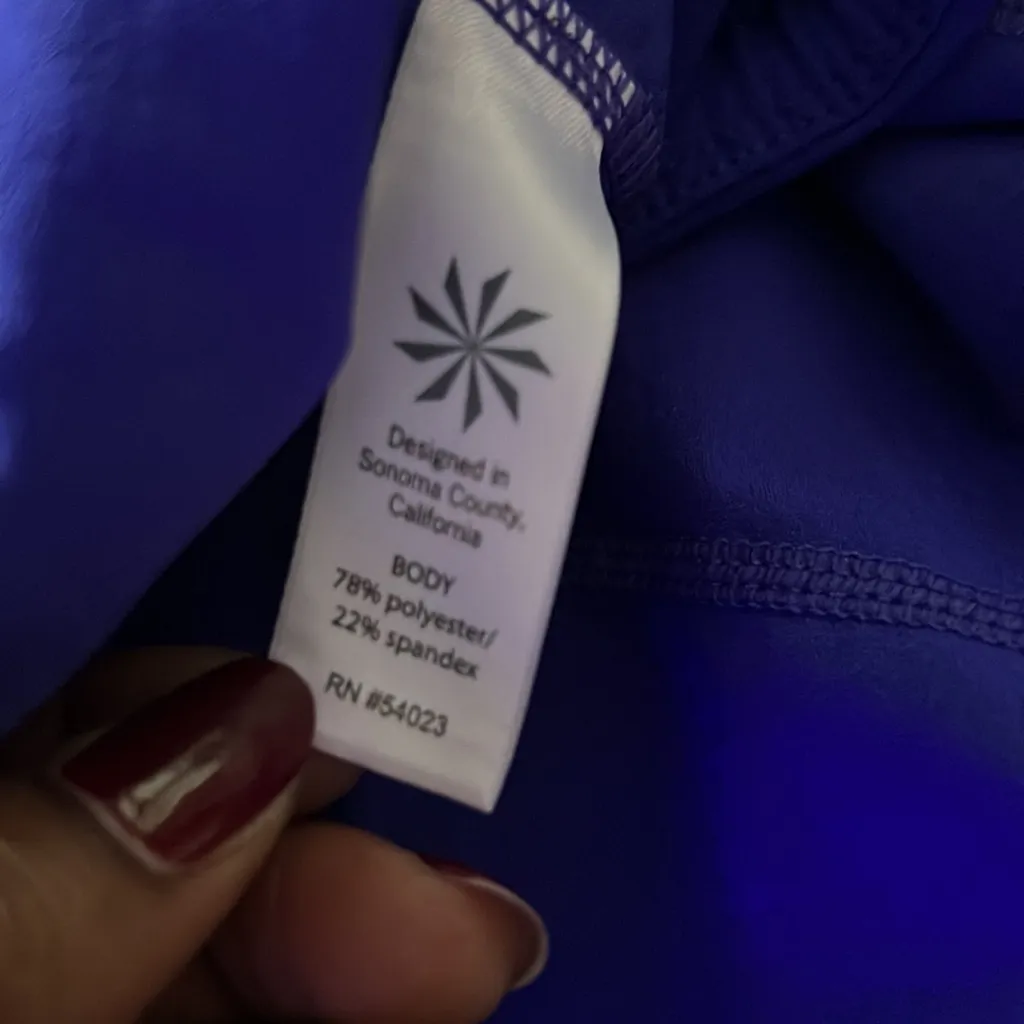 Designed in
Sonoma County,
California
BODY
78% polyester/
22% spandex
RN #54023